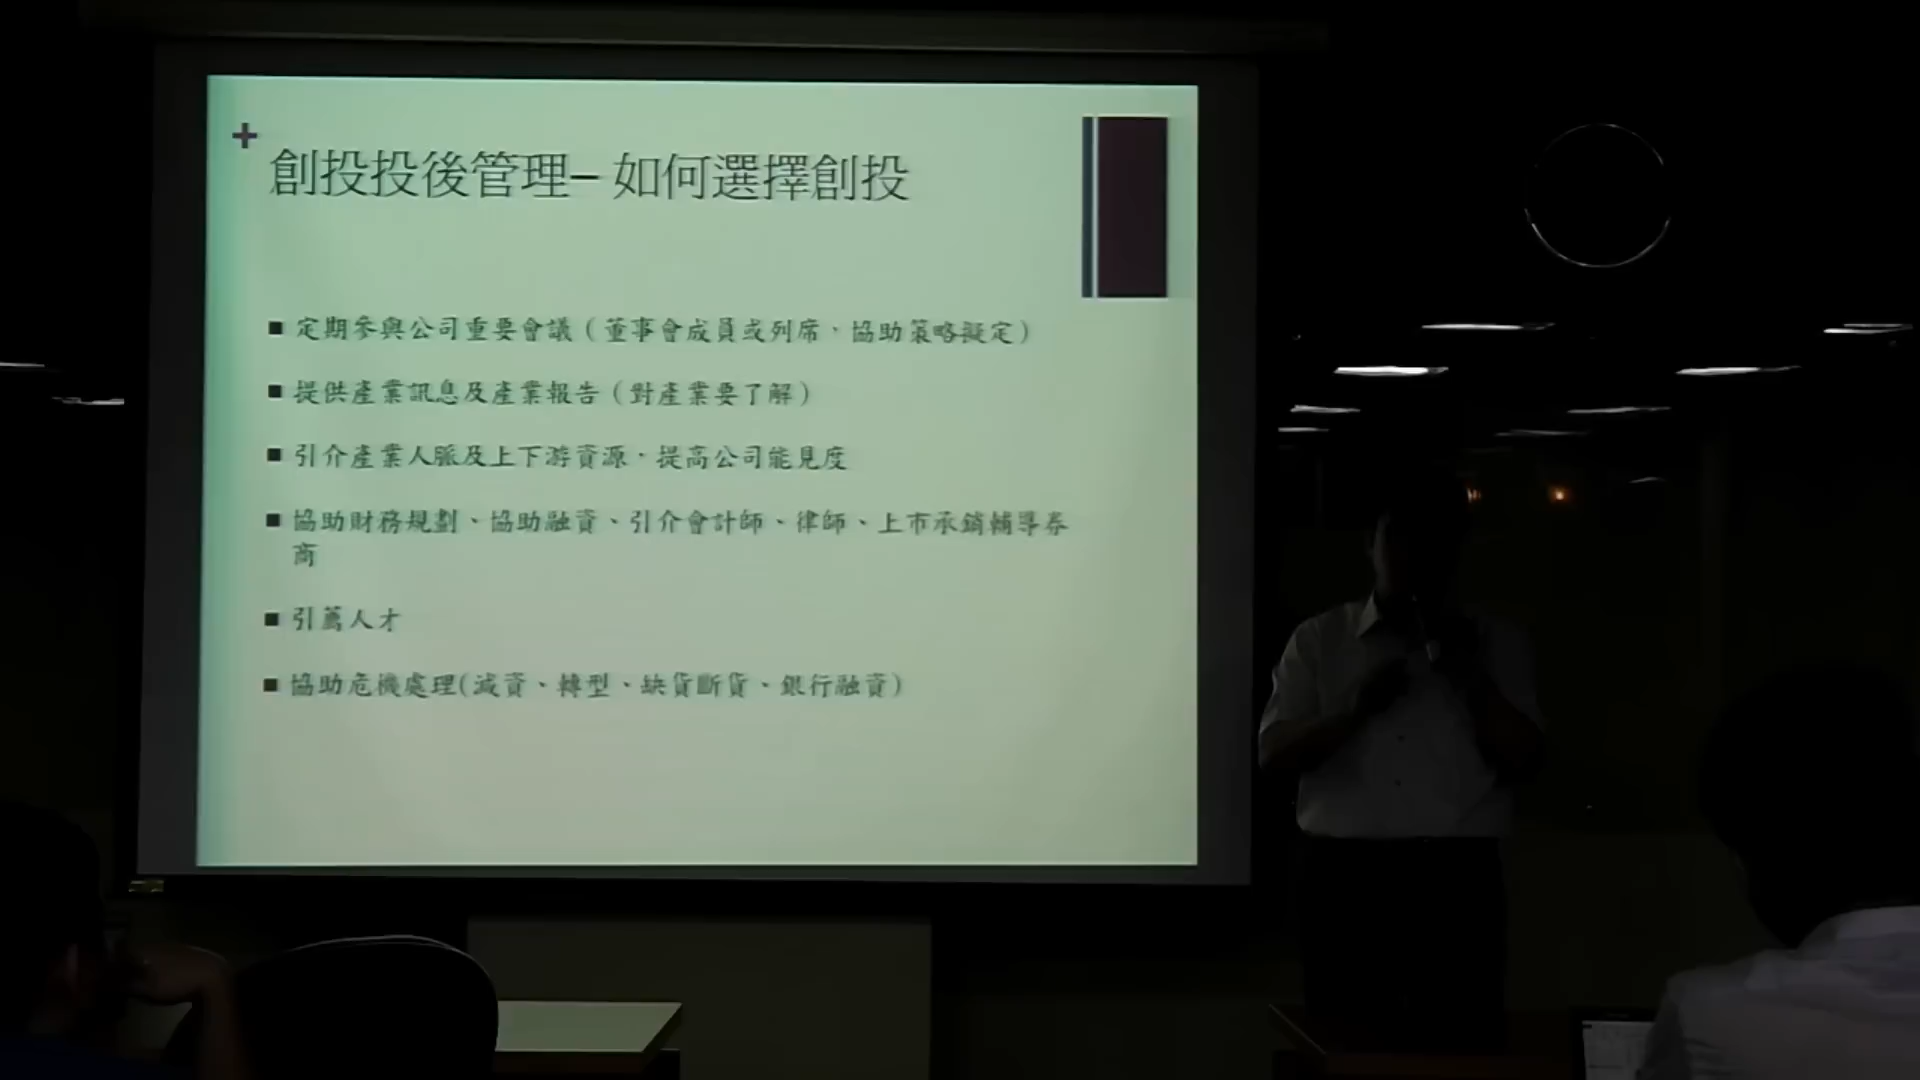 +
創投投後管理– 如何選擇創投
■ 定期參與公司重要會議（董事會成員或列席，協助策略擬定）
■ 提供產業訊息及產業報告（對產業要了解）
■ 引介產業人脈及上下游資源，提高公司能見度
■ 協助財務規劃、協助融資、引介會計師、律師、上市承銷輔導券
商
■ 引薦人才
■ 協助危機處理(減資、轉型、缺貨斷貨、銀行融資）